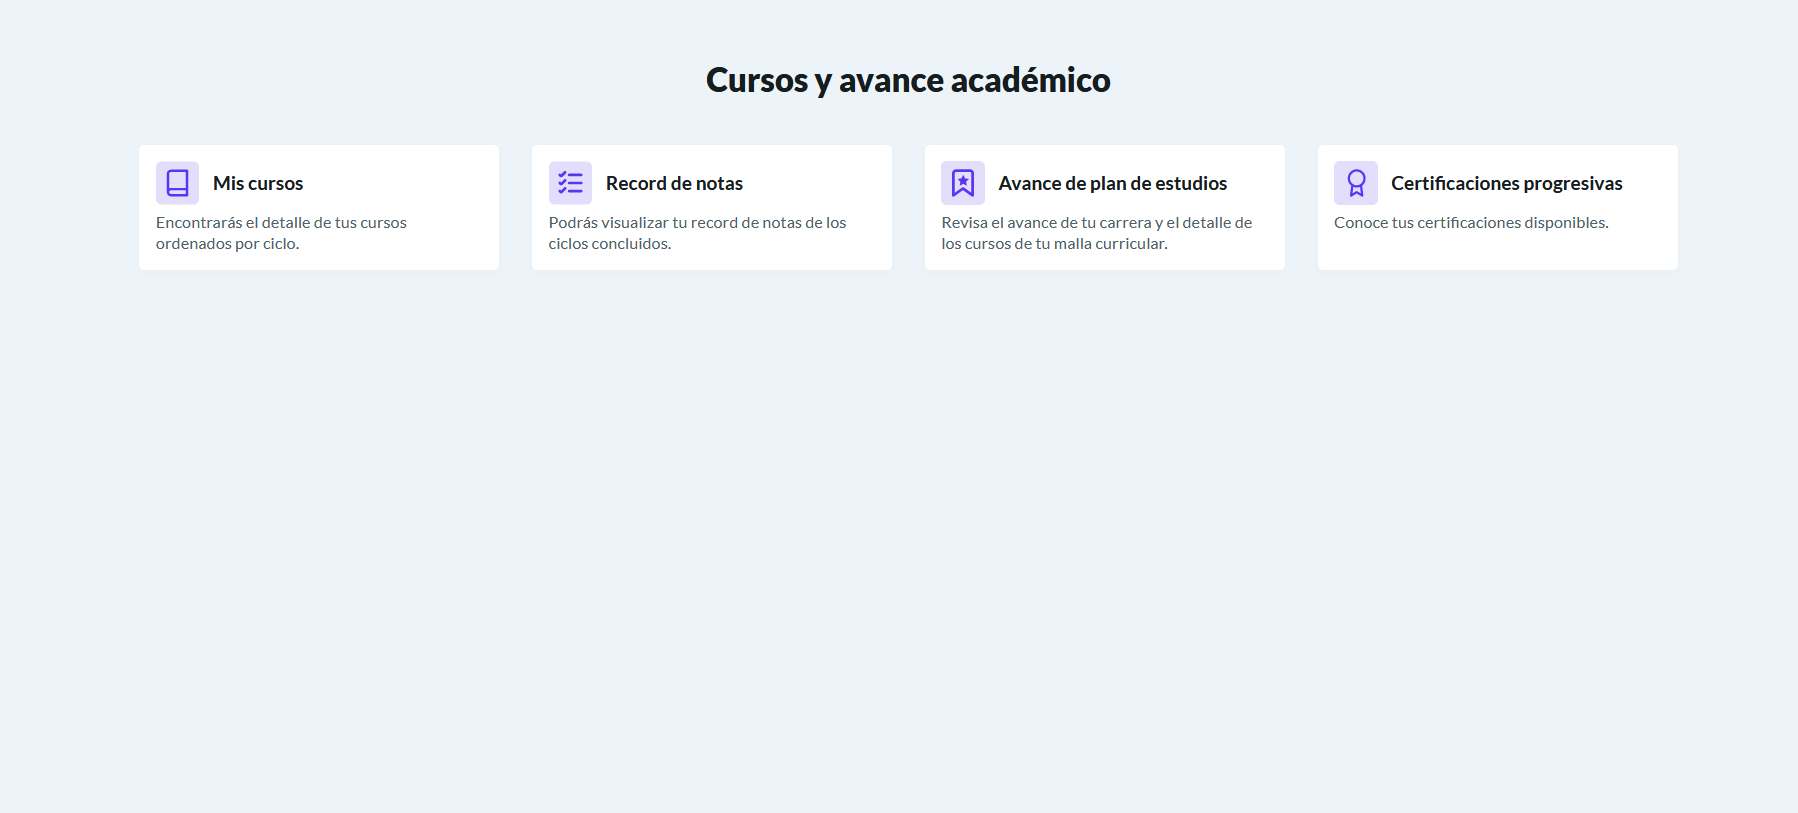 Cursos y avance académico
Mis cursos
Encontrarás el detalle de tus cursos
ordenados por ciclo.
Record de notas
Podrás visualizar tu record de notas de los
ciclos concluidos.
Avance de plan de estudios
Revisa el avance de tu carrera y el detalle de
los cursos de tu malla curricular.
Certificaciones progresivas
Conoce tus certificaciones disponibles.